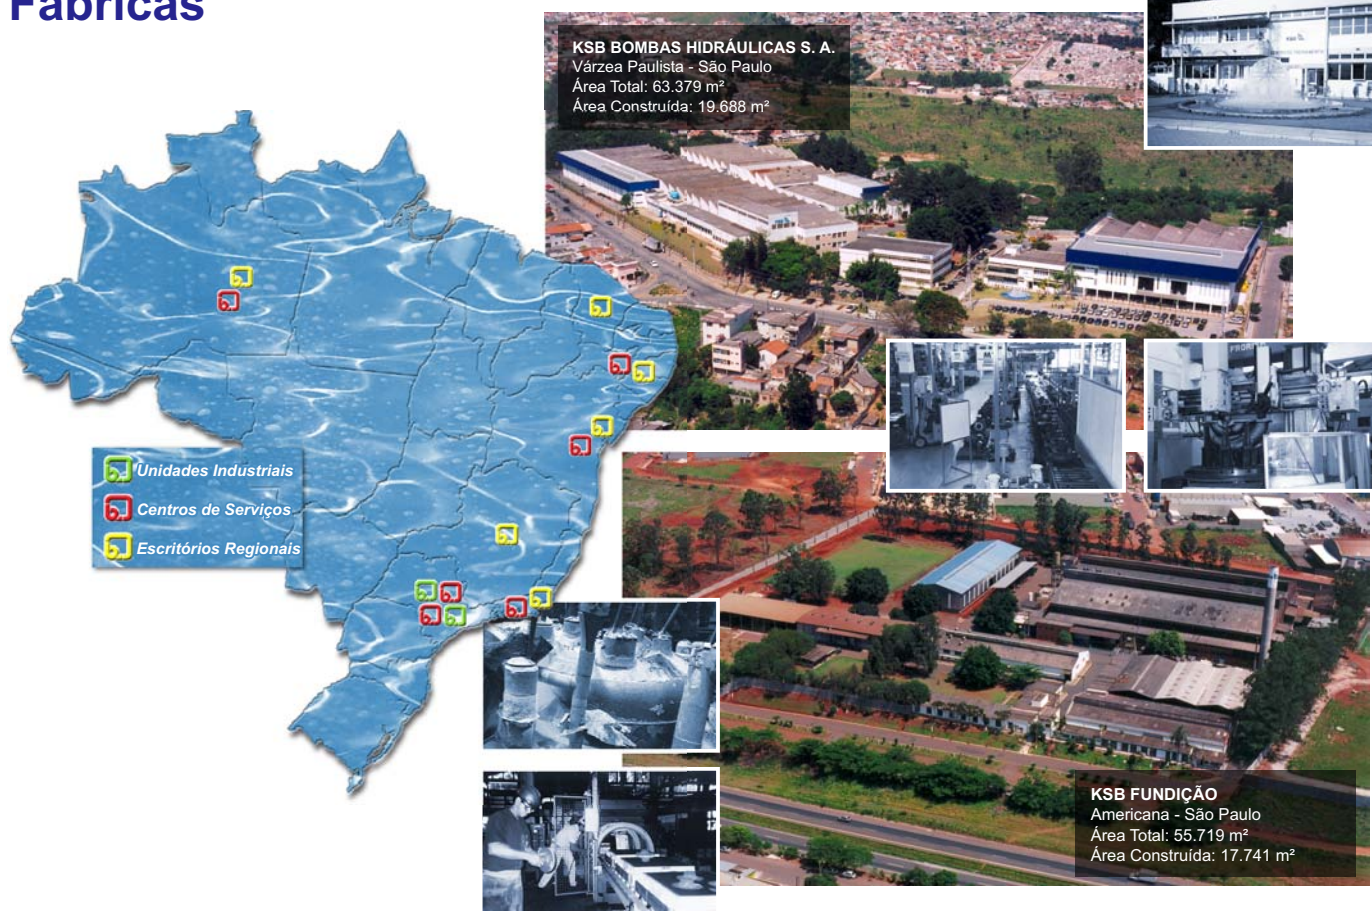 Fábricas
KSB BOMBAS HIDRÁULICAS S. A.
Várzea Paulista - São Paulo
Área Total: 63.379 m²
Área Construída: 19.688 m²
Unidades Industriais
Centros de Serviços
Escritórios Regionais
KSB FUNDIÇÃO
Americana - São Paulo
Área Total: 55.719 m²
Área Construída: 17.741 m²